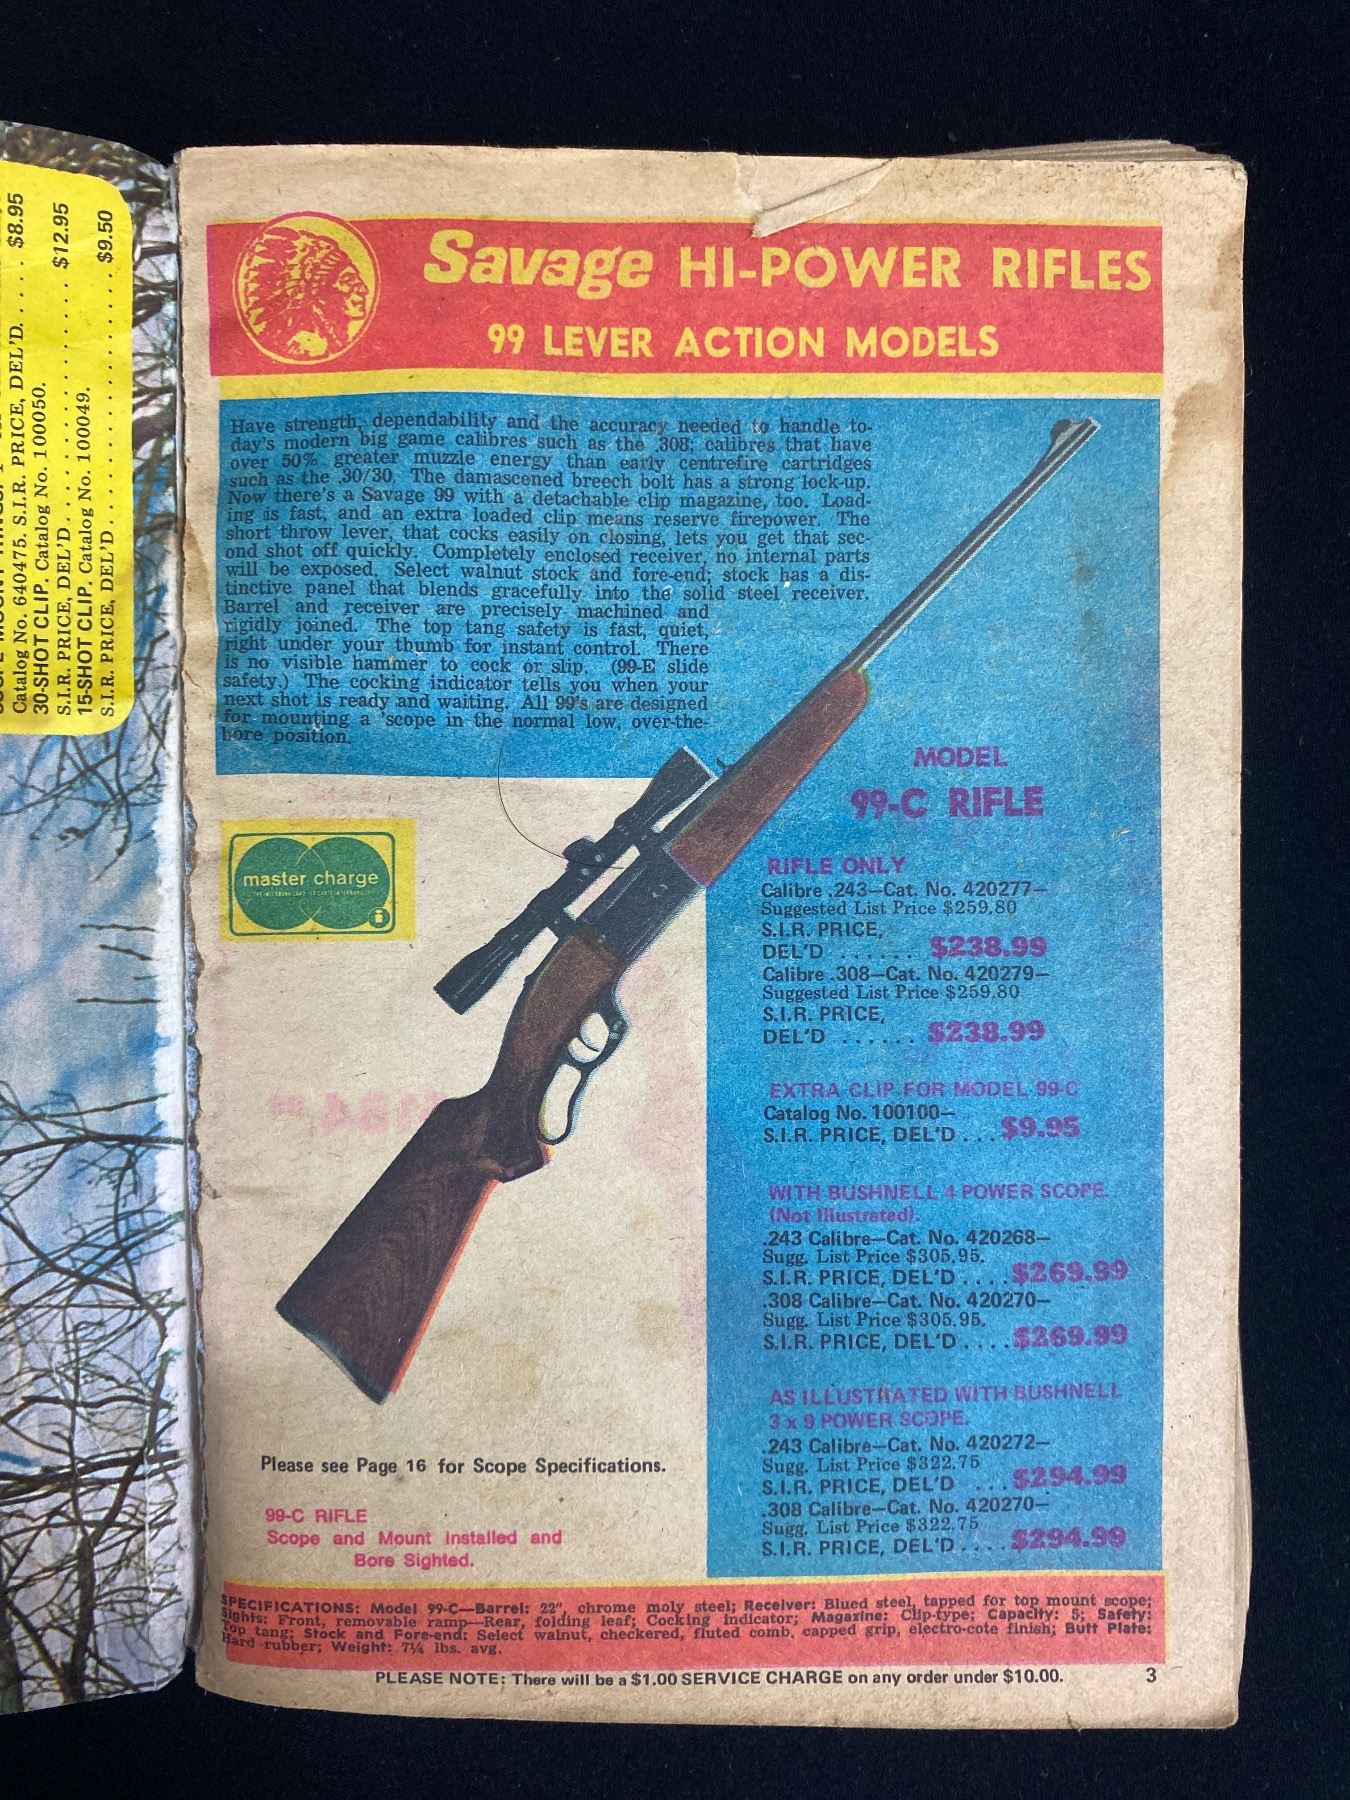 Catalog No. 640475. S.I.R. PRICE, DEL'D. . . . . $8.95
30-SHOT CLIP. Catalog No. 100050.
S.I.R. PRICE, DEL'D. . . . . . . . . . . . . . . $12.95
15-SHOT CLIP. Catalog No. 100049.
S.I.R. PRICE, DEL'D. . . . . . . . . . . . . . . $9.50
Savage HI-POWER RIFLES
99 LEVER ACTION MODELS
Have strength, dependability and the accuracy needed to handle to-
day's modern big game calibres such as the .308; calibres that have
over 50% greater muzzle energy than early centrefire cartridges
such as the .30/30. The damascened breech bolt has a strong lock-up.
Now there's a Savage 99 with a detachable clip magazine, too. Load-
ing is fast, and an extra loaded clip means reserve firepower. The
short throw lever, that cocks easily on closing, lets you get that sec-
ond shot off quickly. Completely enclosed receiver, no internal parts
will be exposed. Select walnut stock and fore-end; stock has a dis-
tinctive panel that blends gracefully into the solid steel receiver.
Barrel and receiver are precisely machined and
rigidly joined. The top tang safety is fast, quiet,
right under your thumb for instant control. There
is no visible hammer to cock or slip. (99-E slide
safety.) The cocking indicator tells you when your
next shot is ready and waiting. All 99's are designed
for mounting a 'scope in the normal low, over-the-
bore position.
master charge
MODEL
99-C RIFLE
RIFLE ONLY
Calibre .243—Cat. No. 420277—
Suggested List Price $259.80
S.I.R. PRICE,
DEL'D . . . . . . $238.99
Calibre .308—Cat. No. 420279—
Suggested List Price $259.80
S.I.R. PRICE,
DEL'D . . . . . . $238.99
EXTRA CLIP FOR MODEL 99-C
Catalog No. 100100—
S.I.R. PRICE, DEL'D . . . $9.95
WITH BUSHNELL 4 POWER SCOPE.
(Not Illustrated).
.243 Calibre—Cat. No. 420268—
Sugg. List Price $305.95.
S.I.R. PRICE, DEL'D . . . . $269.99
.308 Calibre—Cat. No. 420270—
Sugg. List Price $305.95.
S.I.R. PRICE, DEL'D . . . . $269.99
AS ILLUSTRATED WITH BUSHNELL
3 x 9 POWER SCOPE.
.243 Calibre—Cat. No. 420272—
Sugg. List Price $322.75
S.I.R. PRICE, DEL'D . . . $294.99
.308 Calibre—Cat. No. 420270—
Sugg. List Price $322.75
S.I.R. PRICE, DEL'D . . . . $294.99
Please see Page 16 for Scope Specifications.
99-C RIFLE
Scope and Mount installed and
Bore Sighted.
SPECIFICATIONS: Model 99-C—Barrel: 22", chrome moly steel; Receiver: Blued steel, tapped for top mount scope;
Sights: Front, removable ramp—Rear, folding leaf; Cocking indicator; Magazine: Clip-type; Capacity: 5; Safety:
Top tang; Stock and Fore-end: Select walnut, checkered, fluted comb, capped grip, electro-cote finish; Butt Plate:
Hard rubber; Weight: 7¼ lbs. avg.
PLEASE NOTE: There will be a $1.00 SERVICE CHARGE on any order under $10.00. 3